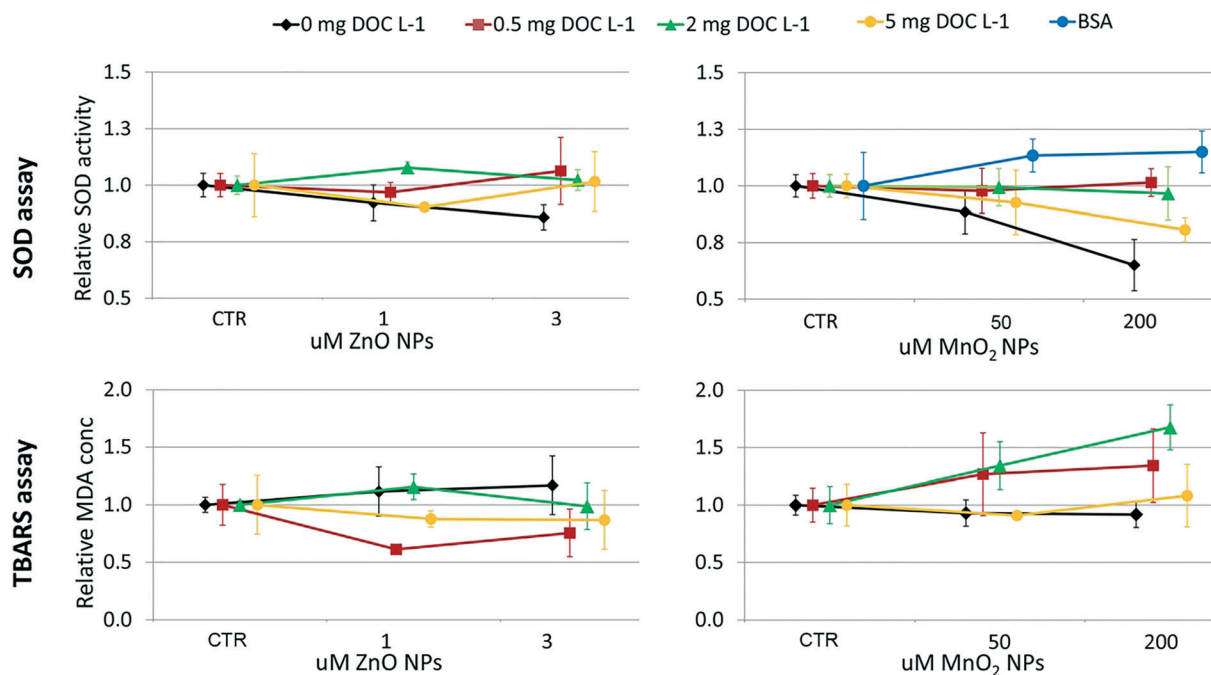 0 mg DOC L-1 0.5 mg DOC L-1 2 mg DOC L-1 5 mg DOC L-1 BSA
SOD assay
Relative SOD activity
1.5
1.3
1.0
0.8
0.5
CTR 1 3
uM ZnO NPs
1.5
1.3
1.0
0.8
0.5
CTR 50 200
uM MnO₂ NPs
TBARS assay
Relative MDA conc
2.0
1.5
1.0
0.5
0.0
CTR 1 3
uM ZnO NPs
2.0
1.5
1.0
0.5
0.0
CTR 50 200
uM MnO₂ NPs